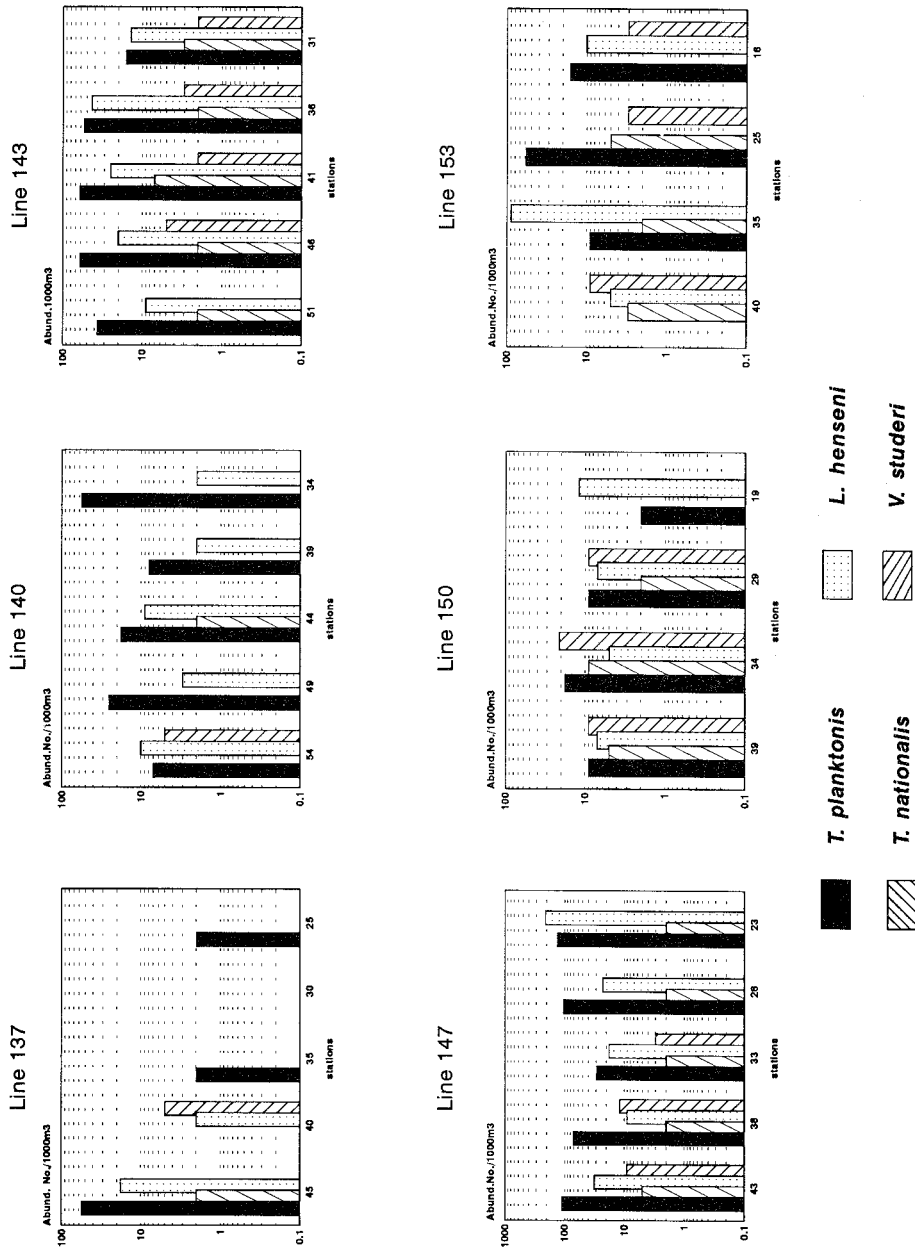 Line 137
Abund. No./1000m3
100
10
1
0.1
45
40
35
30
25
stations
Line 140
Abund.No./1000m3
100
10
1
0.1
54
49
44
39
34
stations
Line 143
Abund.1000m3
100
10
1
0.1
51
46
41
36
31
stations
Line 147
Abund.No./1000m3
1000
100
10
1
0.1
43
38
33
28
23
stations
Line 150
Abund.No./1000m3
100
10
1
0.1
39
34
29
19
stations
Line 153
Abund.No./1000m3
100
10
1
0.1
40
35
25
16
stations
T. planktonis
L. henseni
T. nationalis
V. studeri